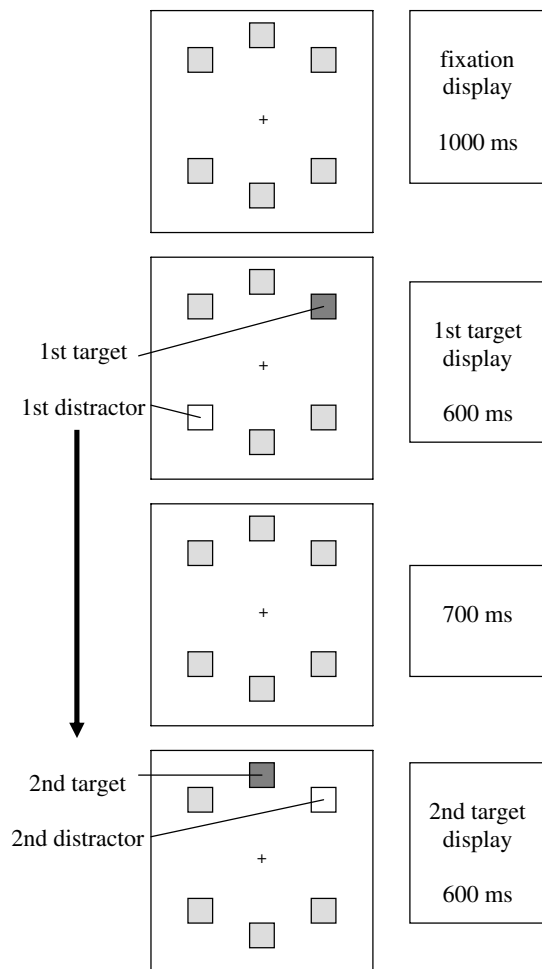 fixation
display
1000 ms
+
1st target
1st distractor
+
1st target
display
600 ms
+
700 ms
2nd target
2nd distractor
+
2nd target
display
600 ms